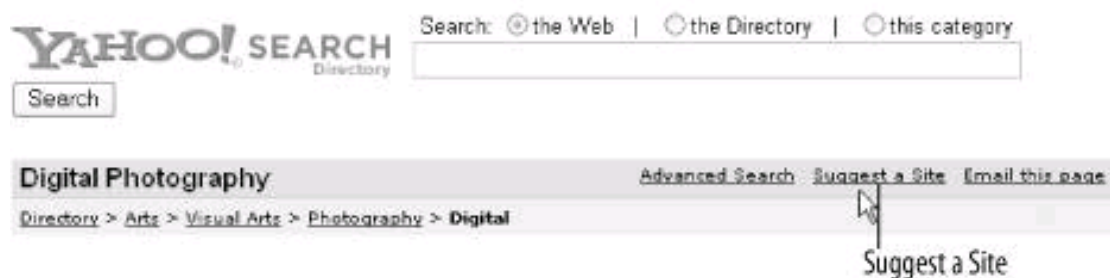 Search: the Web | the Directory | this category
YAHOO! SEARCH
Directory
Search
Digital Photography Advanced Search Suggest a Site Email this page
Directory > Arts > Visual Arts > Photography > Digital
Suggest a Site